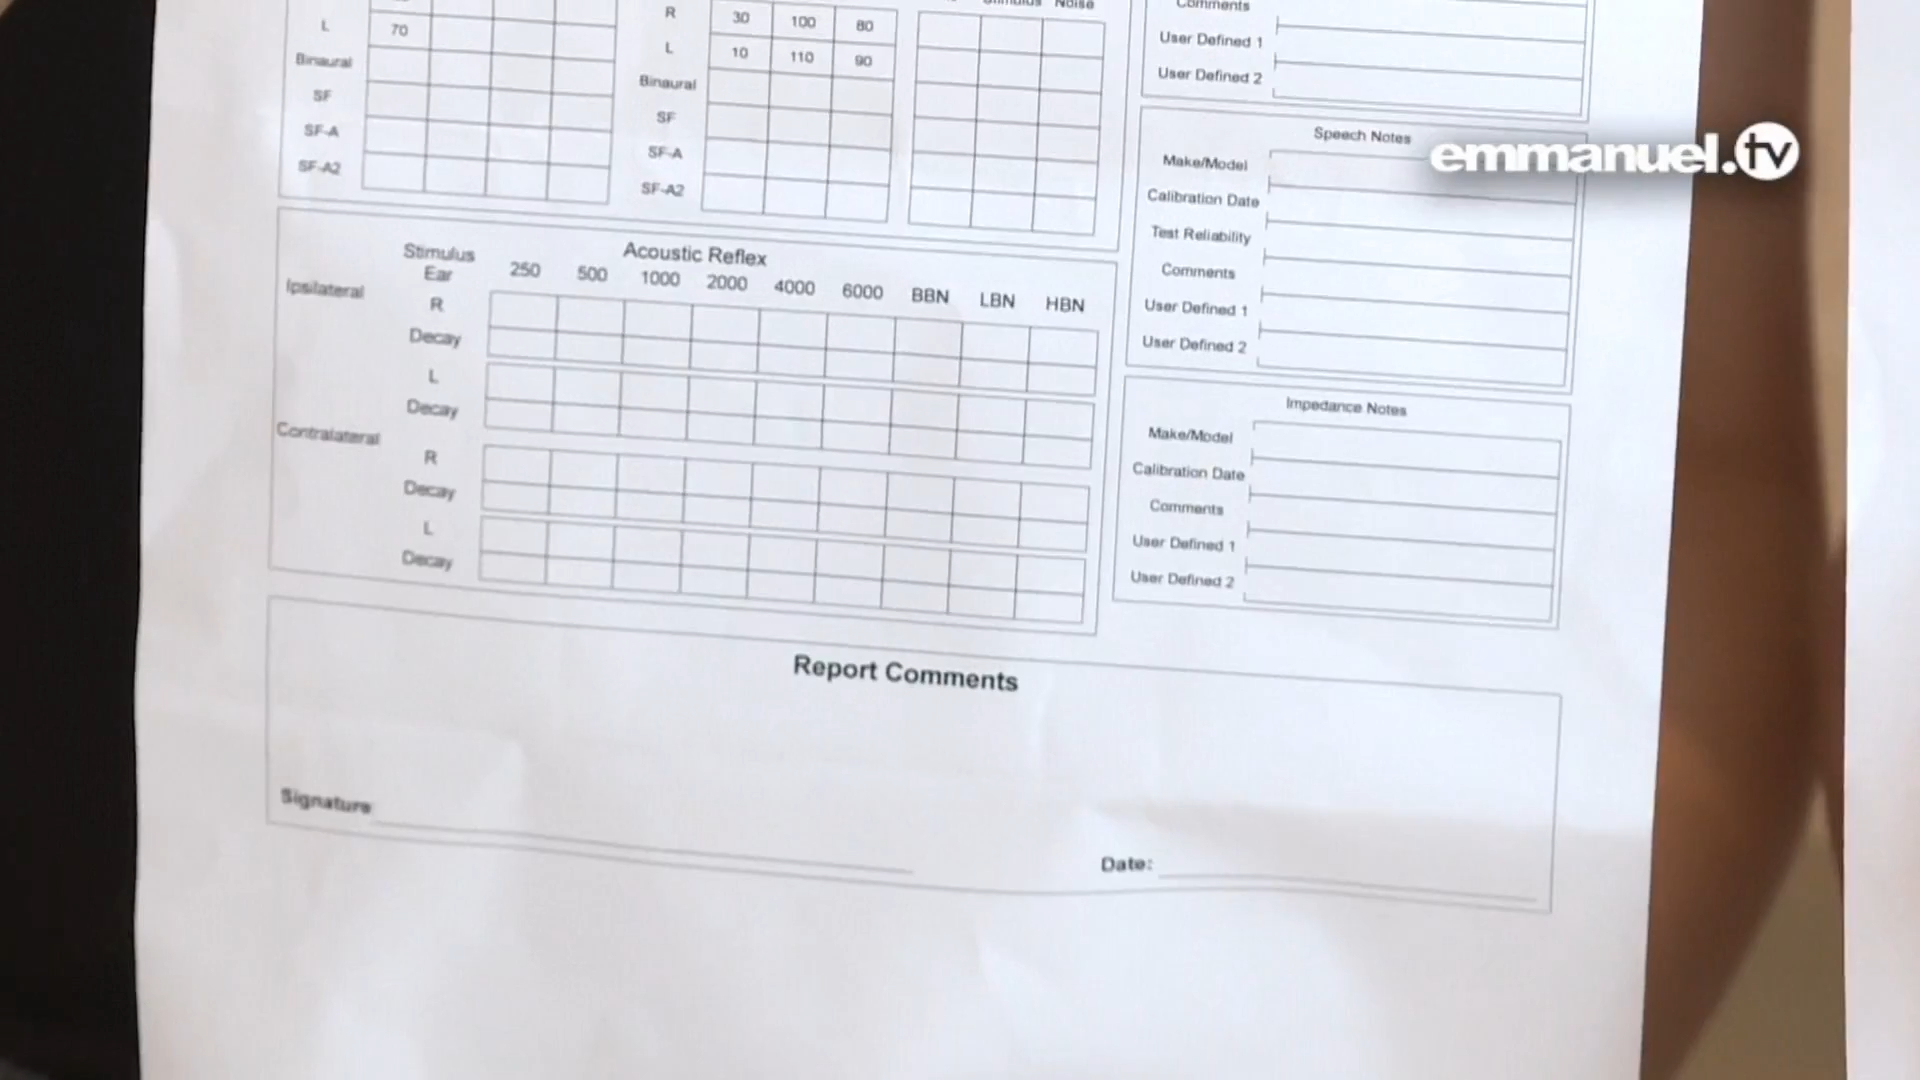 Noise
Comments
R 30 100 80
L 70
L 10 110 90
User Defined 1
Binaural
Binaural
User Defined 2
SF
SF
SF-A
SF-A
SF-A2
SF-A2
Speech Notes
Make/Model
Calibration Date
Test Reliability
Comments
User Defined 1
User Defined 2
emmanuel.tv
Acoustic Reflex
Stimulus
Ear
250 500 1000 2000 4000 6000 BBN LBN HBN
Ipsilateral
R
Decay
L
Decay
Contralateral
R
Decay
L
Decay
Impedance Notes
Make/Model
Calibration Date
Comments
User Defined 1
User Defined 2
Report Comments
Signature
Date: